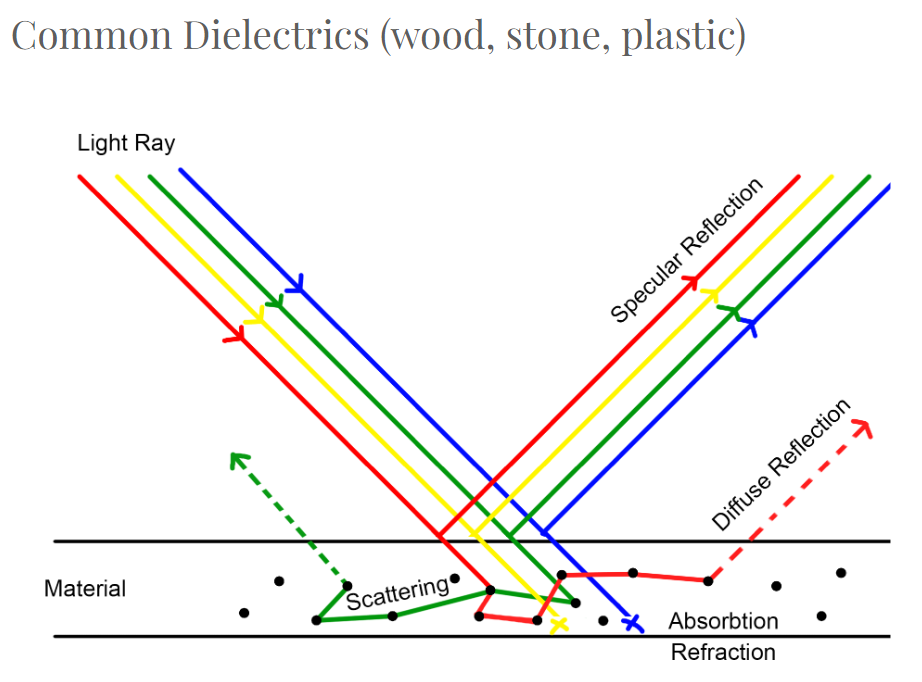 Common Dielectrics (wood, stone, plastic)
Light Ray
Specular Reflection
Diffuse Reflection
Material
Scattering
Absorbtion
Refraction